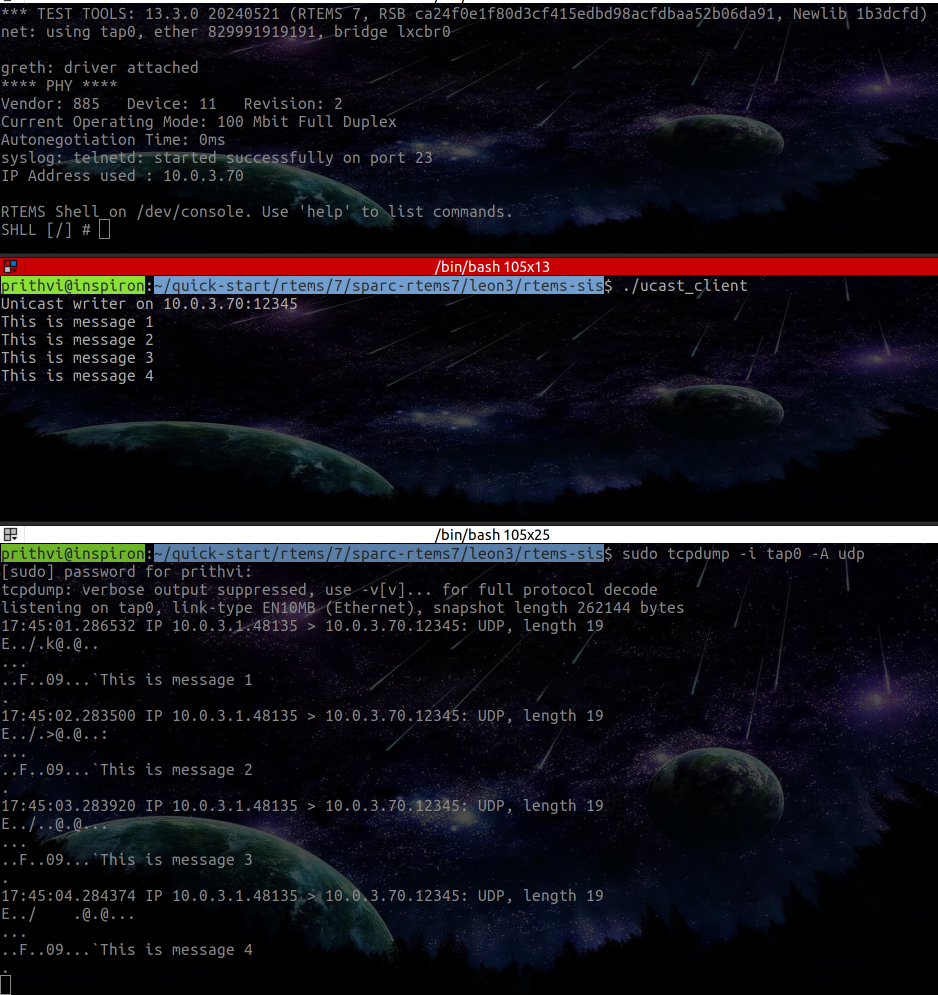 *** TEST TOOLS: 13.3.0 20240521 (RTEMS 7, RSB ca24f0e1f80d3cf415edbd98acfdbaa52b06da91, Newlib 1b3dcfd)
net: using tap0, ether 829991919191, bridge lxcbr0
greth: driver attached
**** PHY ****
Vendor: 885   Device: 11   Revision: 2
Current Operating Mode: 100 Mbit Full Duplex
Autonegotiation Time: 0ms
syslog: telnetd: started successfully on port 23
IP Address used : 10.0.3.70
RTEMS Shell on /dev/console. Use 'help' to list commands.
SHLL [/] #
/bin/bash 105x13
prithvi@inspiron:~/quick-start/rtems/7/sparc-rtems7/leon3/rtems-sis$ ./ucast_client
Unicast writer on 10.0.3.70:12345
This is message 1
This is message 2
This is message 3
This is message 4
/bin/bash 105x25
prithvi@inspiron:~/quick-start/rtems/7/sparc-rtems7/leon3/rtems-sis$ sudo tcpdump -i tap0 -A udp
[sudo] password for prithvi:
tcpdump: verbose output suppressed, use -v[v]... for full protocol decode
listening on tap0, link-type EN10MB (Ethernet), snapshot length 262144 bytes
17:45:01.286532 IP 10.0.3.1.48135 > 10.0.3.70.12345: UDP, length 19
E../.k@.@..
...
..F..09...`This is message 1
.
17:45:02.283500 IP 10.0.3.1.48135 > 10.0.3.70.12345: UDP, length 19
E../.>@.@..:
...
..F..09...`This is message 2
.
17:45:03.283920 IP 10.0.3.1.48135 > 10.0.3.70.12345: UDP, length 19
E../..@.@...
...
..F..09...`This is message 3
.
17:45:04.284374 IP 10.0.3.1.48135 > 10.0.3.70.12345: UDP, length 19
E../    .@.@...
...
..F..09...`This is message 4
.